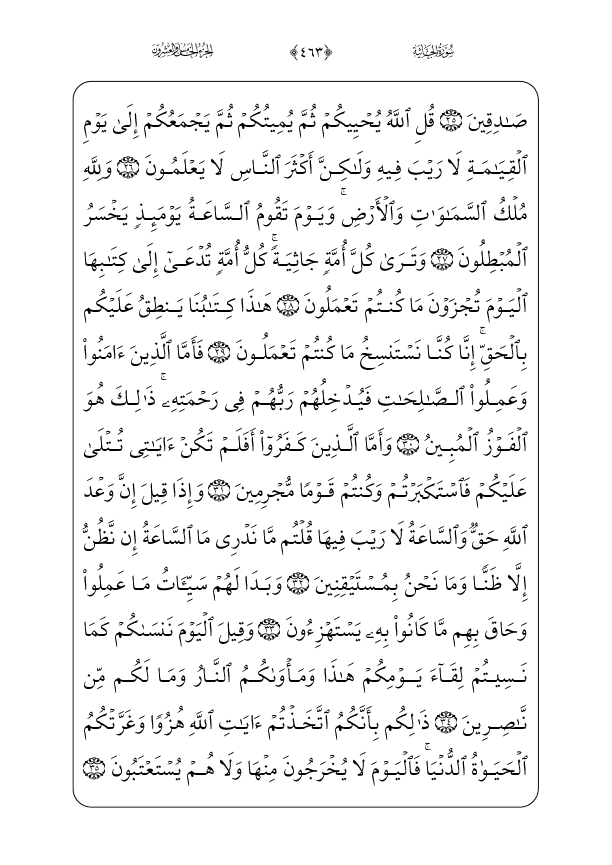 سُورَةُ الجَاثِيَة
﴿٤٦٣﴾
الجُزءُ الخَامِسُ وَالعِشْرُونَ
صَـٰدِقِينَ ٢٥ قُلِ ٱللَّهُ يُحْيِيكُمْ ثُمَّ يُمِيتُكُمْ ثُمَّ يَجْمَعُكُمْ إِلَىٰ يَوْمِ
ٱلْقِيَـٰمَةِ لَا رَيْبَ فِيهِ وَلَـٰكِنَّ أَكْثَرَ ٱلنَّاسِ لَا يَعْلَمُونَ ٢٦ وَلِلَّهِ
مُلْكُ ٱلسَّمَـٰوَٰتِ وَٱلْأَرْضِ ۚ وَيَوْمَ تَقُومُ ٱلسَّاعَةُ يَوْمَئِذٍ يَخْسَرُ
ٱلْمُبْطِلُونَ ٢٧ وَتَرَىٰ كُلَّ أُمَّةٍ جَاثِيَةً ۚ كُلُّ أُمَّةٍ تُدْعَىٰٓ إِلَىٰ كِتَـٰبِهَا
ٱلْيَوْمَ تُجْزَوْنَ مَا كُنتُمْ تَعْمَلُونَ ٢٨ هَـٰذَا كِتَـٰبُنَا يَنطِقُ عَلَيْكُم
بِٱلْحَقِّ ۚ إِنَّا كُنَّا نَسْتَنسِخُ مَا كُنتُمْ تَعْمَلُونَ ٢٩ فَأَمَّا ٱلَّذِينَ ءَامَنُوا۟
وَعَمِلُوا۟ ٱلصَّـٰلِحَـٰتِ فَيُدْخِلُهُمْ رَبُّهُمْ فِى رَحْمَتِهِۦ ۚ ذَٰلِكَ هُوَ
ٱلْفَوْزُ ٱلْمُبِينُ ٣٠ وَأَمَّا ٱلَّذِينَ كَفَرُوٓا۟ أَفَلَمْ تَكُنْ ءَايَـٰتِى تُتْلَىٰ
عَلَيْكُمْ فَٱسْتَكْبَرْتُمْ وَكُنتُمْ قَوْمًا مُّجْرِمِينَ ٣١ وَإِذَا قِيلَ إِنَّ وَعْدَ
ٱللَّهِ حَقٌّ وَٱلسَّاعَةُ لَا رَيْبَ فِيهَا قُلْتُم مَّا نَدْرِى مَا ٱلسَّاعَةُ إِن نَّظُنُّ
إِلَّا ظَنًّا وَمَا نَحْنُ بِمُسْتَيْقِنِينَ ٣٢ وَبَدَا لَهُمْ سَيِّـَٔاتُ مَا عَمِلُوا۟
وَحَاقَ بِهِم مَّا كَانُوا۟ بِهِۦ يَسْتَهْزِءُونَ ٣٣ وَقِيلَ ٱلْيَوْمَ نَنسَىٰكُمْ كَمَا
نَسِيتُمْ لِقَآءَ يَوْمِكُمْ هَـٰذَا وَمَأْوَىٰكُمُ ٱلنَّارُ وَمَا لَكُم مِّن
نَّـٰصِرِينَ ٣٤ ذَٰلِكُم بِأَنَّكُمُ ٱتَّخَذْتُمْ ءَايَـٰتِ ٱللَّهِ هُزُوًا وَغَرَّتْكُمُ
ٱلْحَيَوٰةُ ٱلدُّنْيَا ۚ فَٱلْيَوْمَ لَا يُخْرَجُونَ مِنْهَا وَلَا هُمْ يُسْتَعْتَبُونَ ٣٥